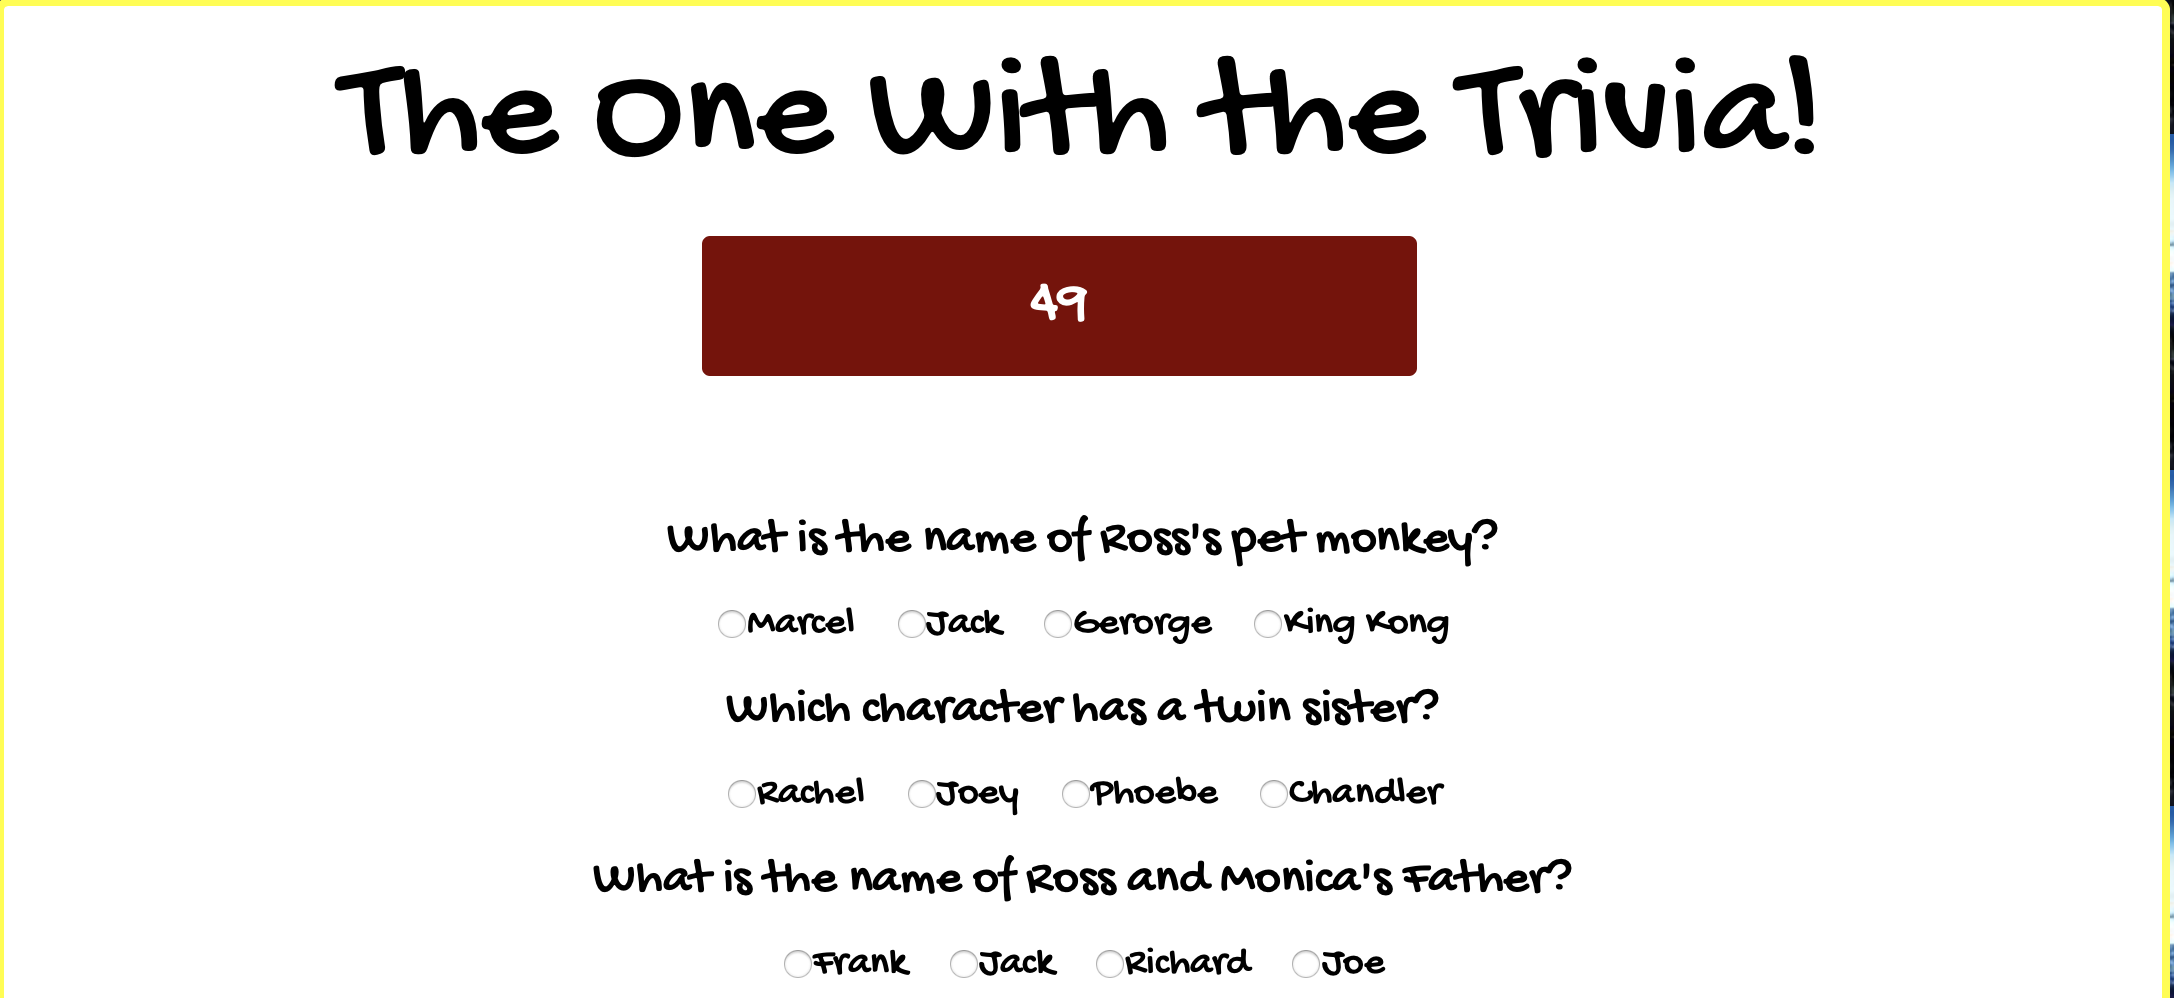 The One With the Trivia!
49
What is the name of Ross's pet monkey?
Marcel Jack Gerorge King Kong
Which character has a twin sister?
Rachel Joey Phoebe Chandler
What is the name of Ross and Monica's Father?
Frank Jack Richard Joe